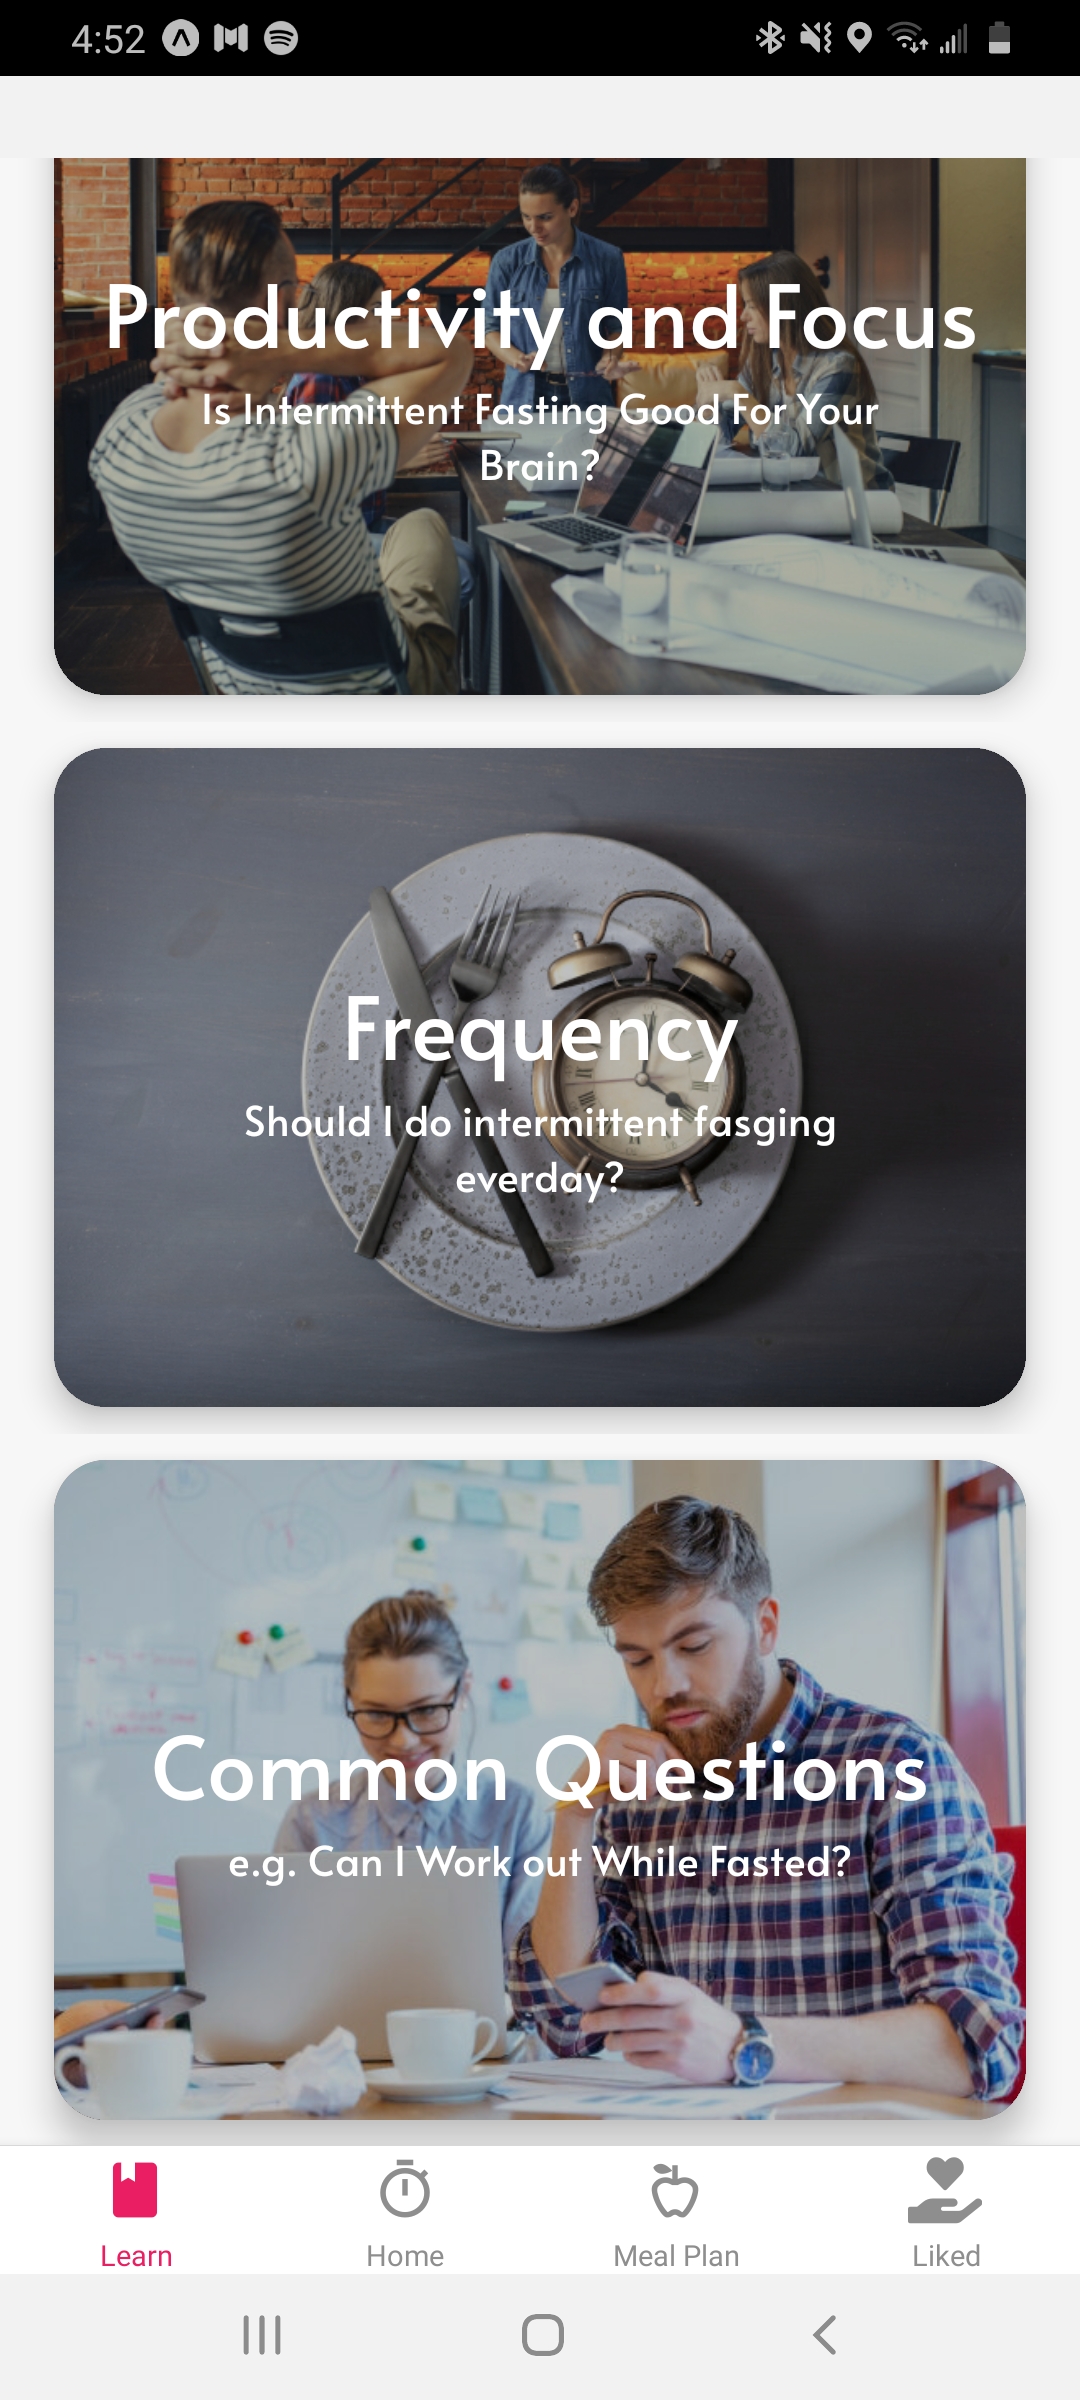 4:52
Productivity and Focus
Is Intermittent Fasting Good For Your
Brain?
Frequency
Should I do intermittent fasging
everday?
Common Questions
e.g. Can I Work out While Fasted?
Learn
Home
Meal Plan
Liked